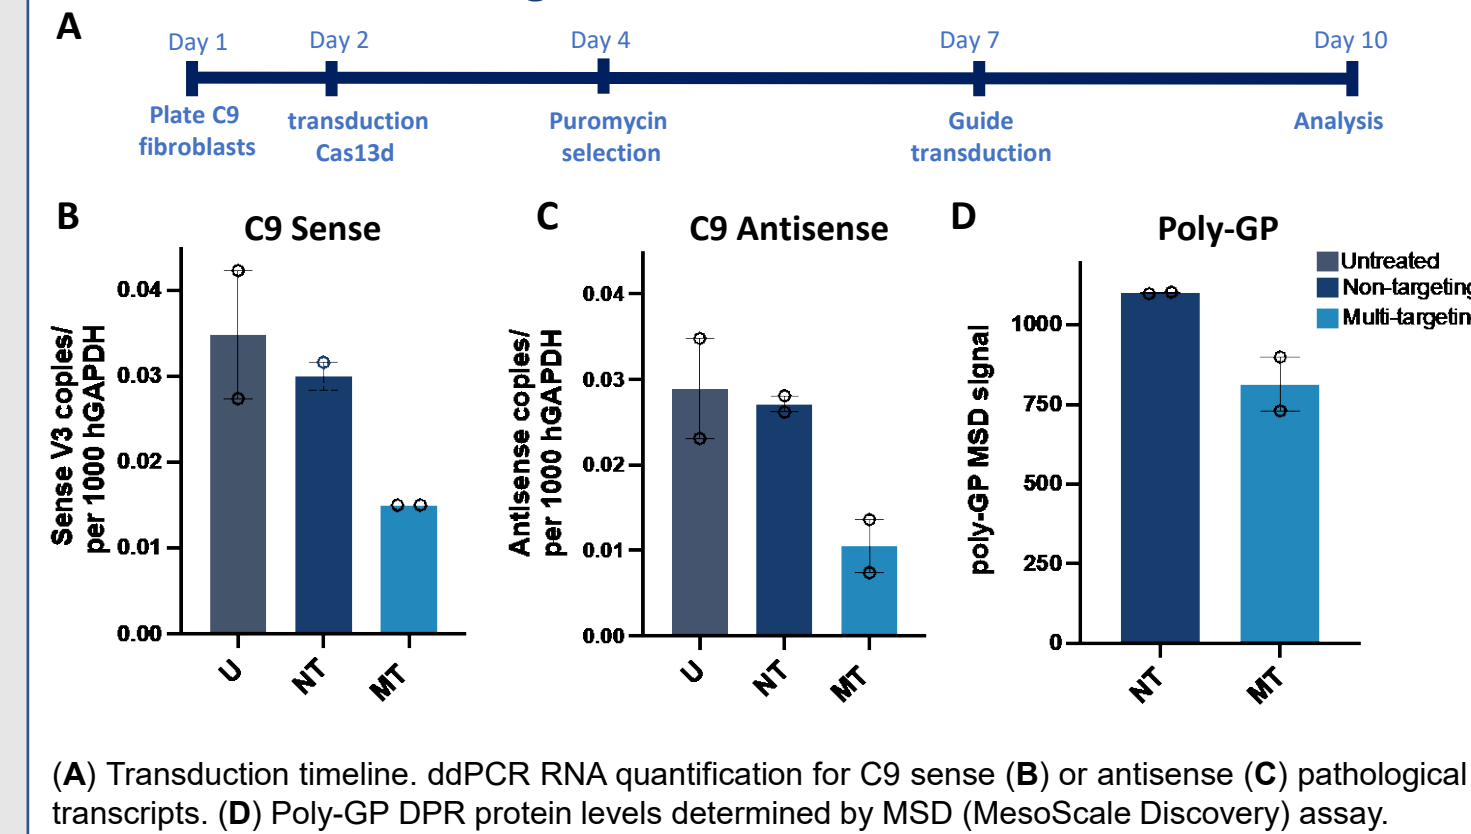 A
Day 1 Day 2 Day 4 Day 7 Day 10
Plate C9 fibroblasts
transduction Cas13d
Puromycin selection
Guide transduction
Analysis
B
C9 Sense
Sense V3 copies/
per 1000 hGAPDH
0.04
0.03
0.02
0.01
0.00
U NT MT
C
C9 Antisense
Antisense copies/
per 1000 hGAPDH
0.04
0.03
0.02
0.01
0.00
U NT MT
D
Poly-GP
poly-GP MSD signal
1000
750
500
250
0
NT MT
Untreated
Non-targeting
Multi-targetin
(A) Transduction timeline. ddPCR RNA quantification for C9 sense (B) or antisense (C) pathological
transcripts. (D) Poly-GP DPR protein levels determined by MSD (MesoScale Discovery) assay.